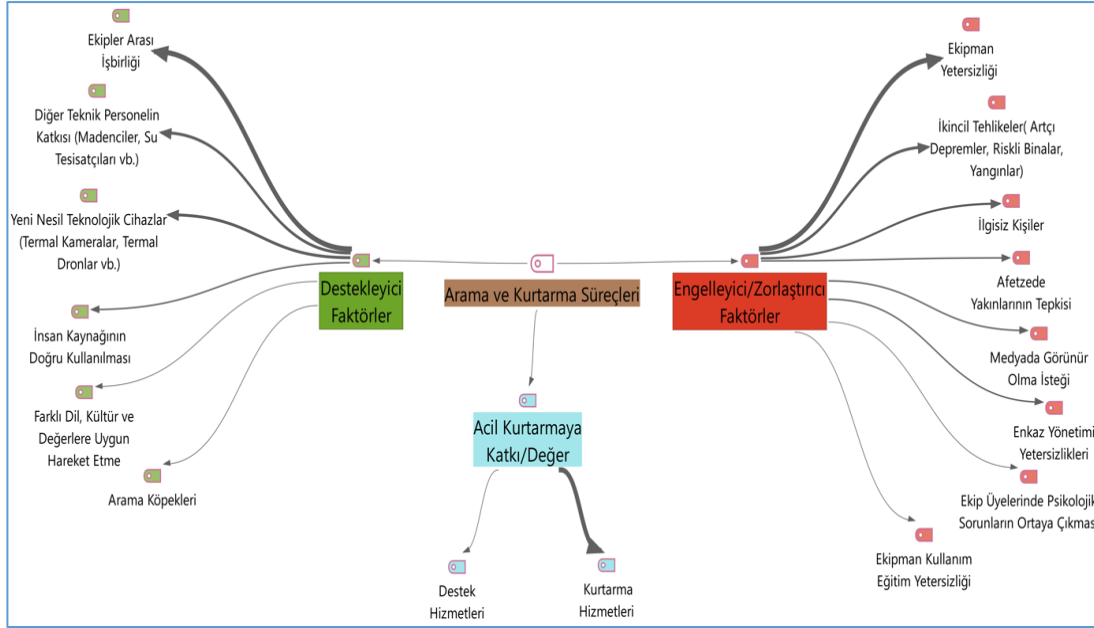 Ekipler Arası
İşbirliği
Diğer Teknik Personelin
Katkısı (Madenciler, Su
Tesisatçıları vb.)
Yeni Nesil Teknolojik Cihazlar
(Termal Kameralar, Termal
Dronlar vb.)
İnsan Kaynağının
Doğru Kullanılması
Farklı Dil, Kültür ve
Değerlere Uygun
Hareket Etme
Arama Köpekleri
Destekleyici
Faktörler
Arama ve Kurtarma Süreçleri
Acil Kurtarmaya
Katkı/Değer
Destek
Hizmetleri
Kurtarma
Hizmetleri
Engelleyici/Zorlaştırıcı
Faktörler
Ekipman
Yetersizliği
İkincil Tehlikeler( Artçı
Depremler, Riskli Binalar,
Yangınlar)
İlgisiz Kişiler
Afetzede
Yakınlarının Tepkisi
Medyada Görünür
Olma İsteği
Enkaz Yönetimi
Yetersizlikleri
Ekip Üyelerinde Psikolojik
Sorunların Ortaya Çıkması
Ekipman Kullanım
Eğitim Yetersizliği